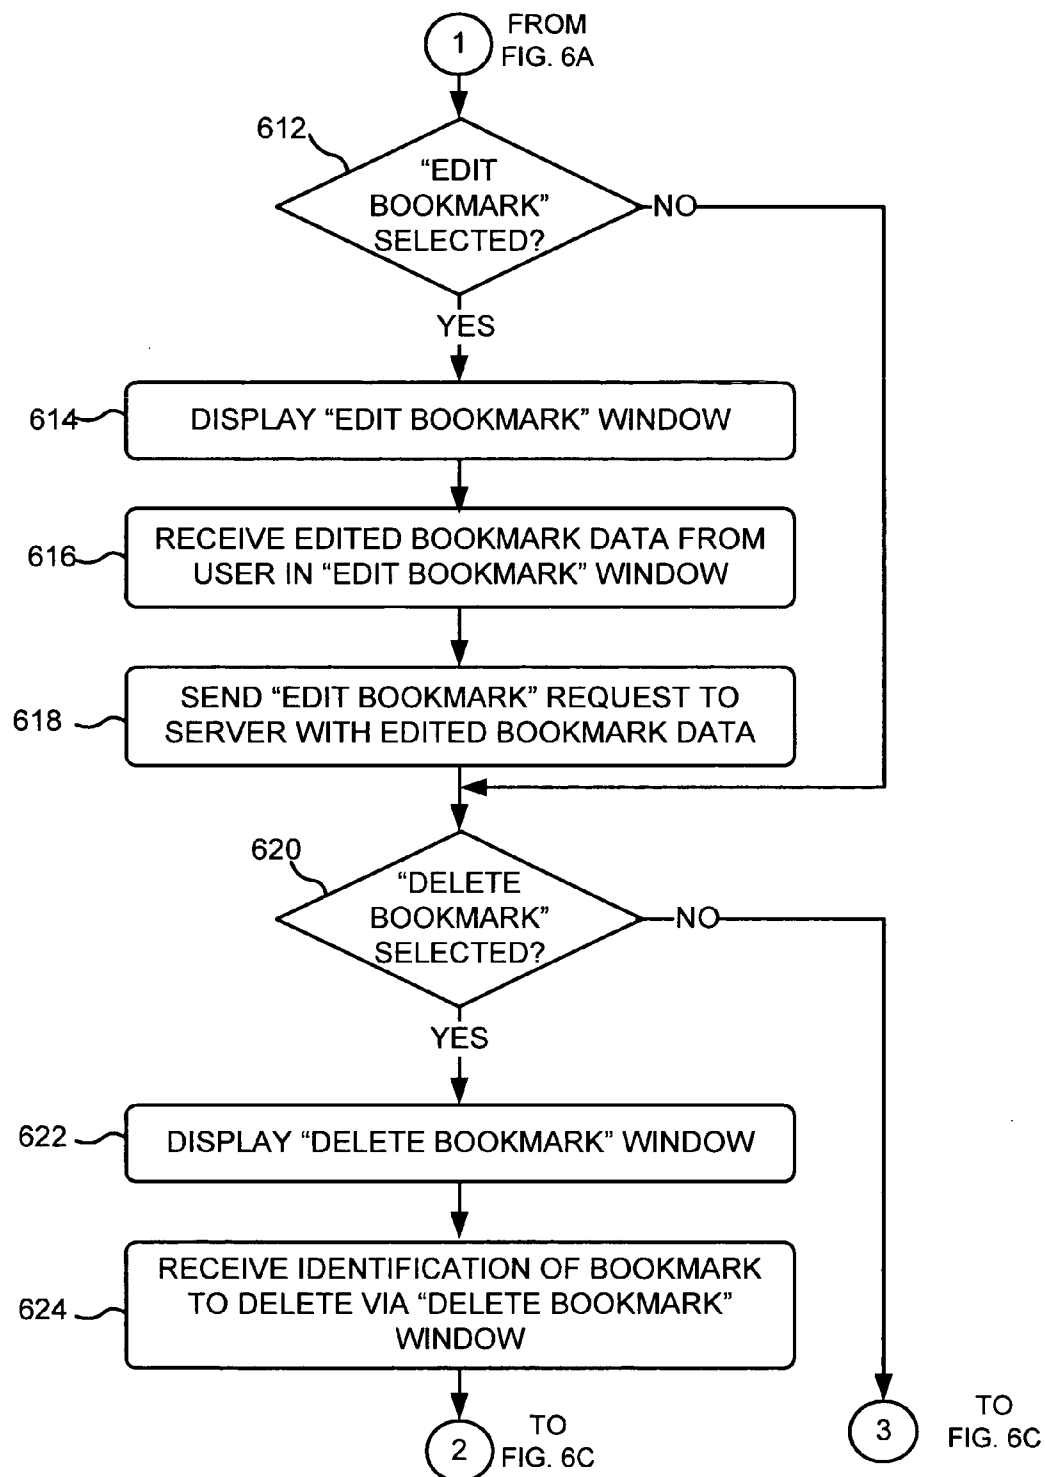 1
FROM
FIG. 6A
612
“EDIT
BOOKMARK”
SELECTED?
NO
YES
614
DISPLAY “EDIT BOOKMARK” WINDOW
616
RECEIVE EDITED BOOKMARK DATA FROM
USER IN “EDIT BOOKMARK” WINDOW
618
SEND “EDIT BOOKMARK” REQUEST TO
SERVER WITH EDITED BOOKMARK DATA
620
“DELETE
BOOKMARK”
SELECTED?
NO
YES
622
DISPLAY “DELETE BOOKMARK” WINDOW
624
RECEIVE IDENTIFICATION OF BOOKMARK
TO DELETE VIA “DELETE BOOKMARK”
WINDOW
2
TO
FIG. 6C
3
TO
FIG. 6C